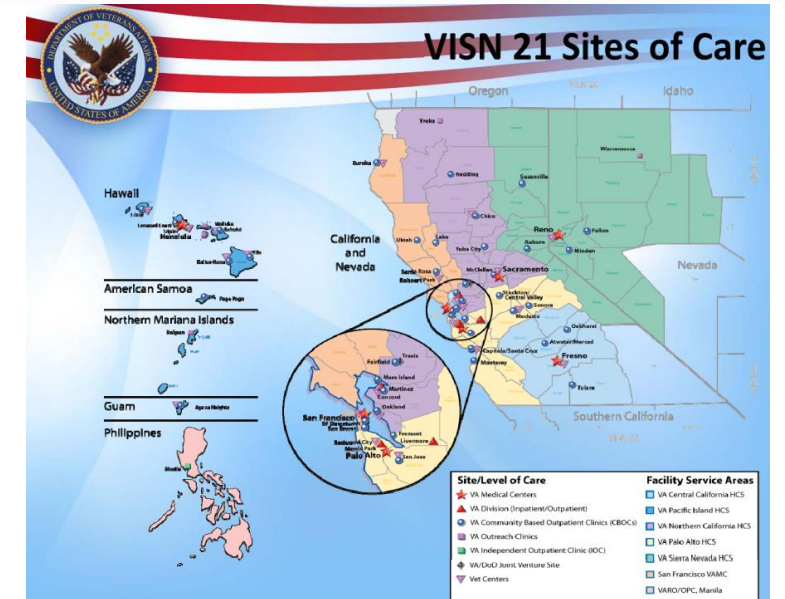 DEPARTMENT OF VETERANS AFFAIRS
UNITED STATES OF AMERICA
VISN 21 Sites of Care
Oregon
Idaho
Yreka
Eureka
Redding
Susanville
Winnemucca
Chico
Ukiah
Lake
Yuba City
Reno
Fallon
Auburn
Minden
California
and
Nevada
Nevada
Santa Rosa
Rohnert Park
McClellan
Sacramento
Stockton/
Central Valley
Sonora
Modesto
Oakhurst
Atwater/Merced
Capitola/Santa Cruz
Monterey
Fresno
Tulare
Southern California
Hawaii
Honolulu
Hilo
American Samoa
Pago Pago
Northern Mariana Islands
Saipan
Guam
Agana Heights
Philippines
Manila
Fairfield
Travis
Mare Island
Martinez
Concord
Oakland
San Francisco
SF Downtown
San Bruno
Fremont
Livermore
Menlo Park
Palo Alto
San Jose
Site/Level of Care
VA Medical Centers
VA Division (Inpatient/Outpatient)
VA Community Based Outpatient Clinics (CBOCs)
VA Outreach Clinics
VA Independent Outpatient Clinic (IOC)
VA/DoD Joint Venture Site
Vet Centers
Facility Service Areas
VA Central California HCS
VA Pacific Island HCS
VA Northern California HCS
VA Palo Alto HCS
VA Sierra Nevada HCS
San Francisco VAMC
VARO/OPC, Manila